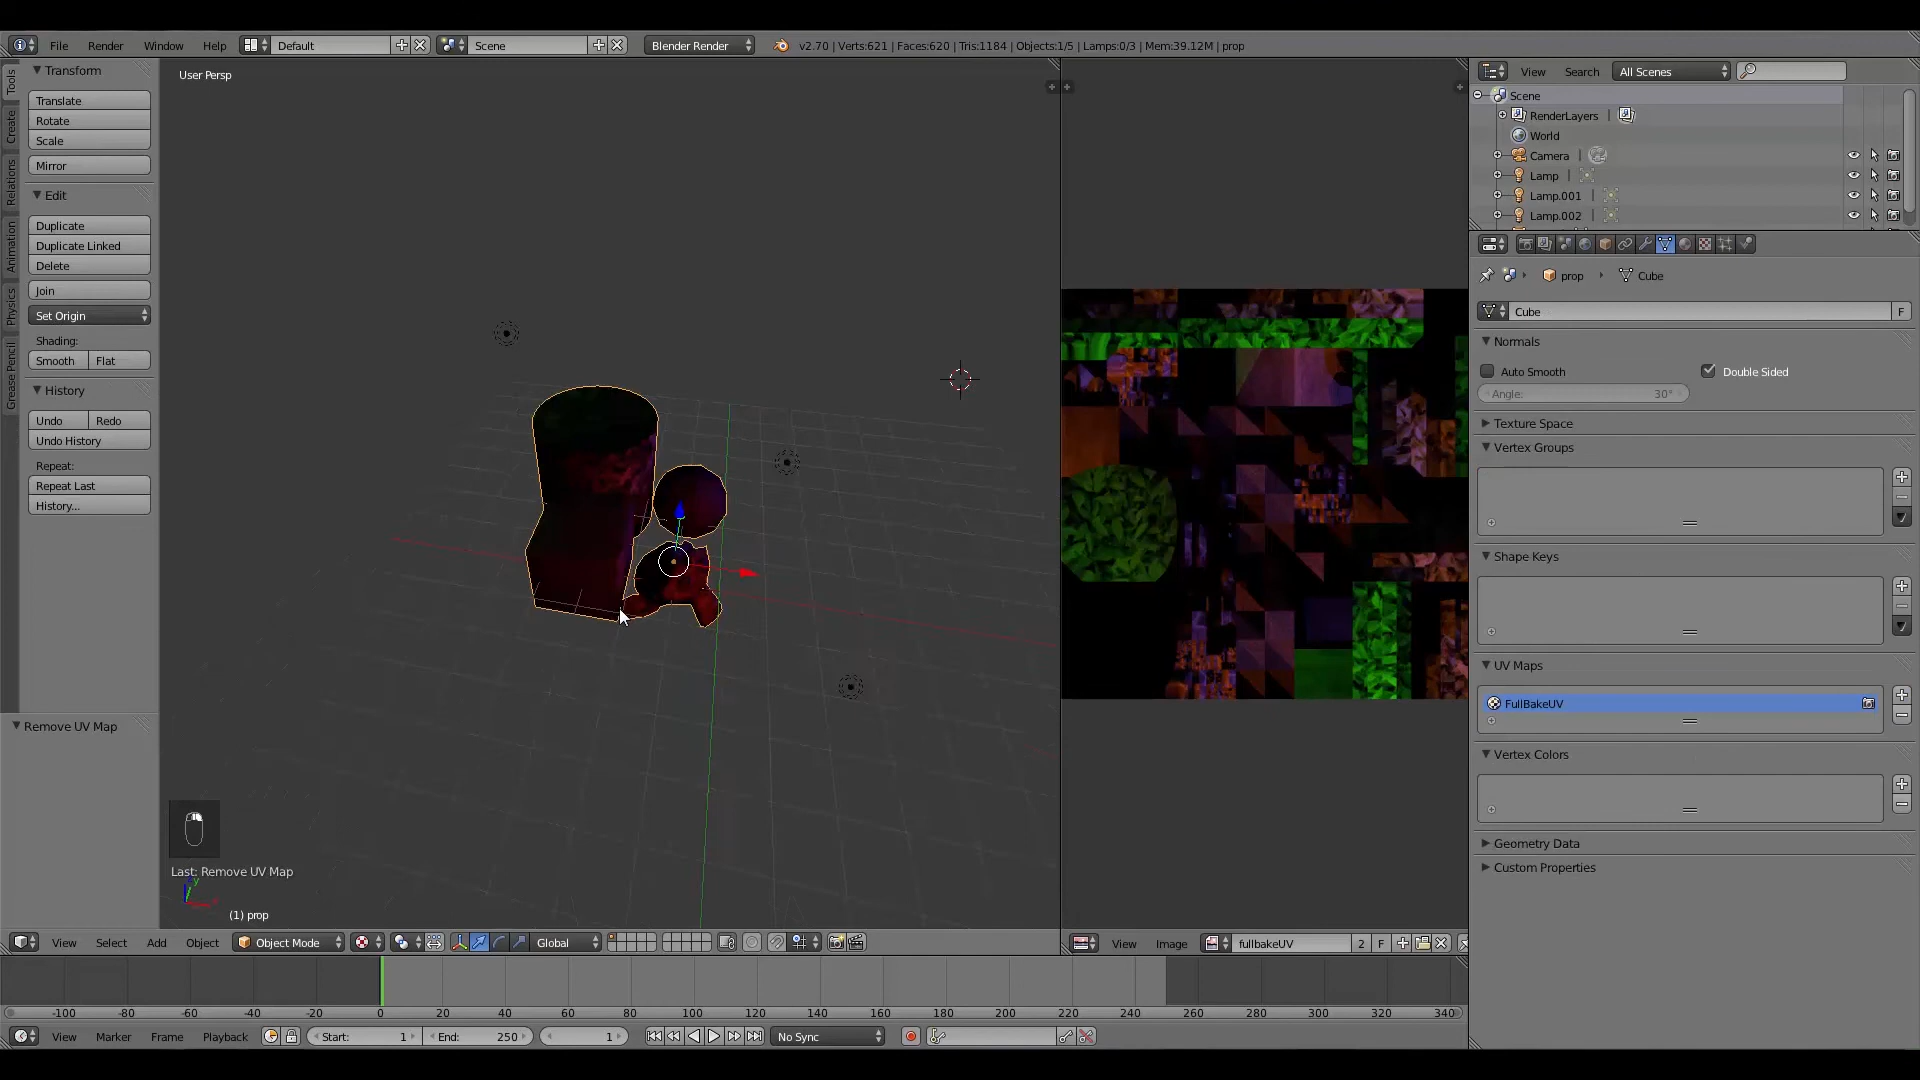 File Render Window Help Default Scene Blender Render v2.70 | Verts:621 | Faces:620 | Tris:1184 | Objects:1/5 | Lamps:0/3 | Mem:39.12M | prop
Tools
Create
Relations
Animation
Physics
Grease Pencil
Transform
Translate
Rotate
Scale
Mirror
Edit
Duplicate
Duplicate Linked
Delete
Join
Set Origin
Shading:
Smooth Flat
History
Undo Redo
Undo History
Repeat:
Repeat Last
History...
Remove UV Map
User Persp
Last: Remove UV Map
(1) prop
View Select Add Object Object Mode Global
View Image fullbakeUV 2 F
View Search All Scenes
Scene
RenderLayers
World
Camera
Lamp
Lamp.001
Lamp.002
prop Cube
Cube F
Normals
Auto Smooth Double Sided
Angle: 30°
Texture Space
Vertex Groups
Shape Keys
UV Maps
FullBakeUV
Vertex Colors
Geometry Data
Custom Properties
-100 -80 -60 -40 -20 0 20 40 60 80 100 120 140 160 180 200 220 240 260 280 300 320 340
View Marker Frame Playback Start: 1 End: 250 1 No Sync